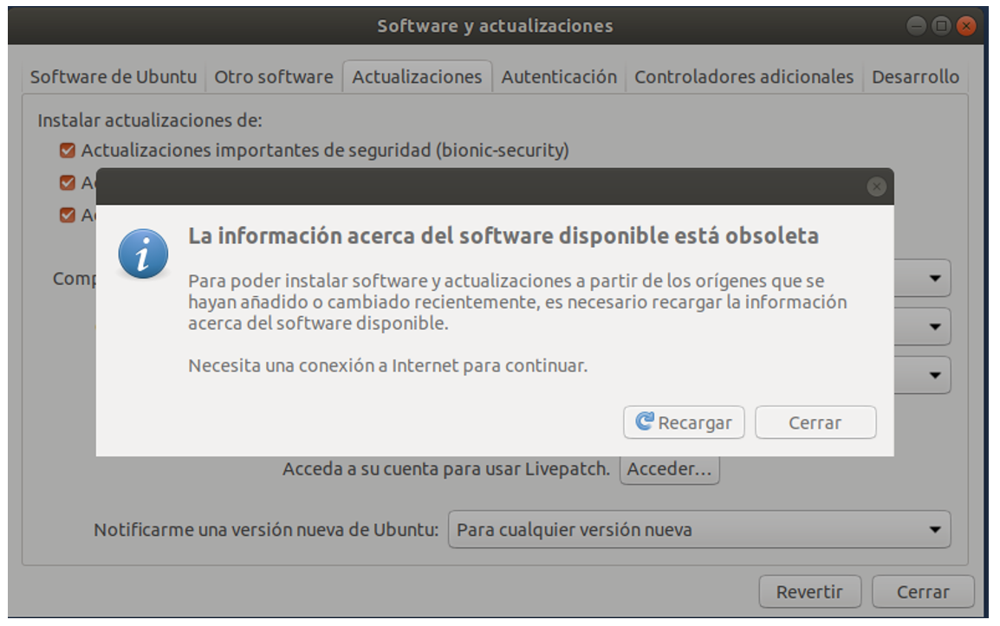 Software y actualizaciones
Software de Ubuntu
Otro software
Actualizaciones
Autenticación
Controladores adicionales
Desarrollo
Instalar actualizaciones de:
Actualizaciones importantes de seguridad (bionic-security)
La información acerca del software disponible está obsoleta
Para poder instalar software y actualizaciones a partir de los orígenes que se
hayan añadido o cambiado recientemente, es necesario recargar la información
acerca del software disponible.
Necesita una conexión a Internet para continuar.
Recargar
Cerrar
Acceda a su cuenta para usar Livepatch.
Acceder...
Notificarme una versión nueva de Ubuntu:
Para cualquier versión nueva
Revertir
Cerrar